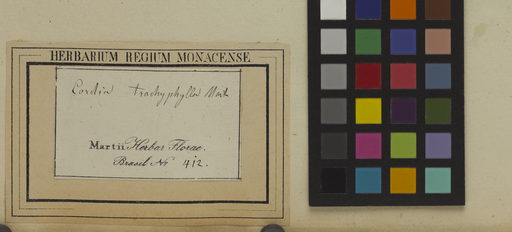 HERBARIUM REGIUM MONACENSE
Cordia trachyphylla Mart
Martii Herbar. Florae.
Brasil No 412.